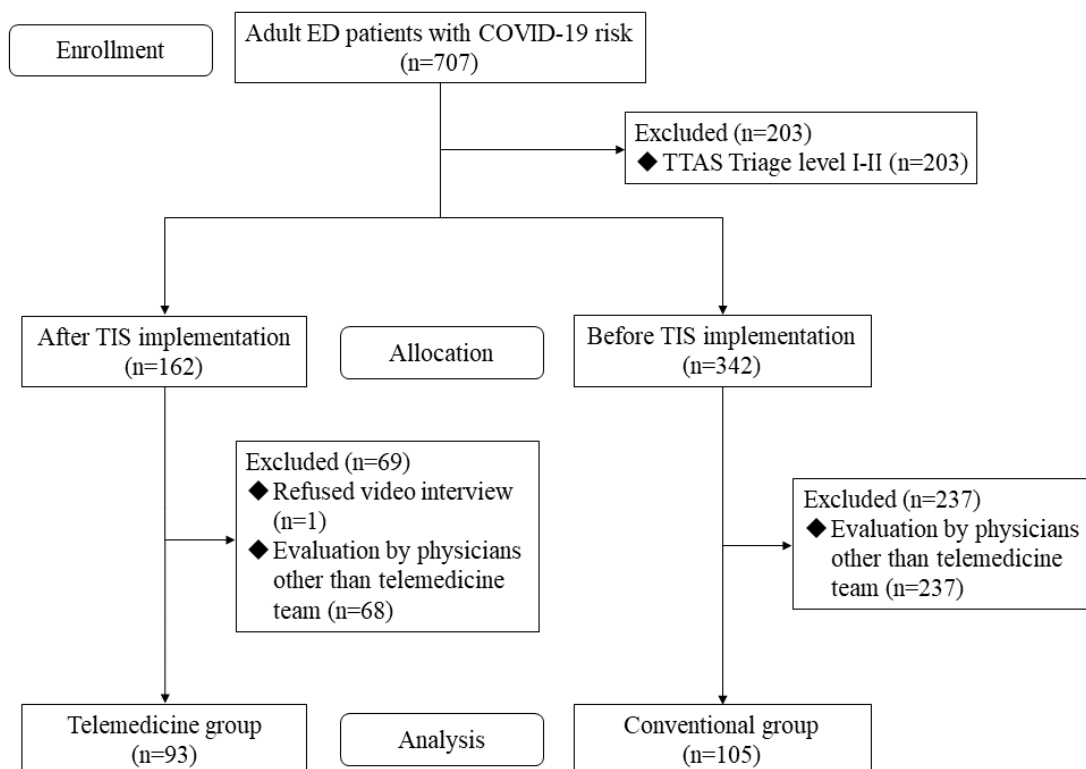 Enrollment
Adult ED patients with COVID-19 risk
(n=707)
Excluded (n=203)
◆ TTAS Triage level I-II (n=203)
After TIS implementation
(n=162)
Allocation
Before TIS implementation
(n=342)
Excluded (n=69)
◆ Refused video interview
(n=1)
◆ Evaluation by physicians
other than telemedicine
team (n=68)
Excluded (n=237)
◆ Evaluation by physicians
other than telemedicine
team (n=237)
Telemedicine group
(n=93)
Analysis
Conventional group
(n=105)